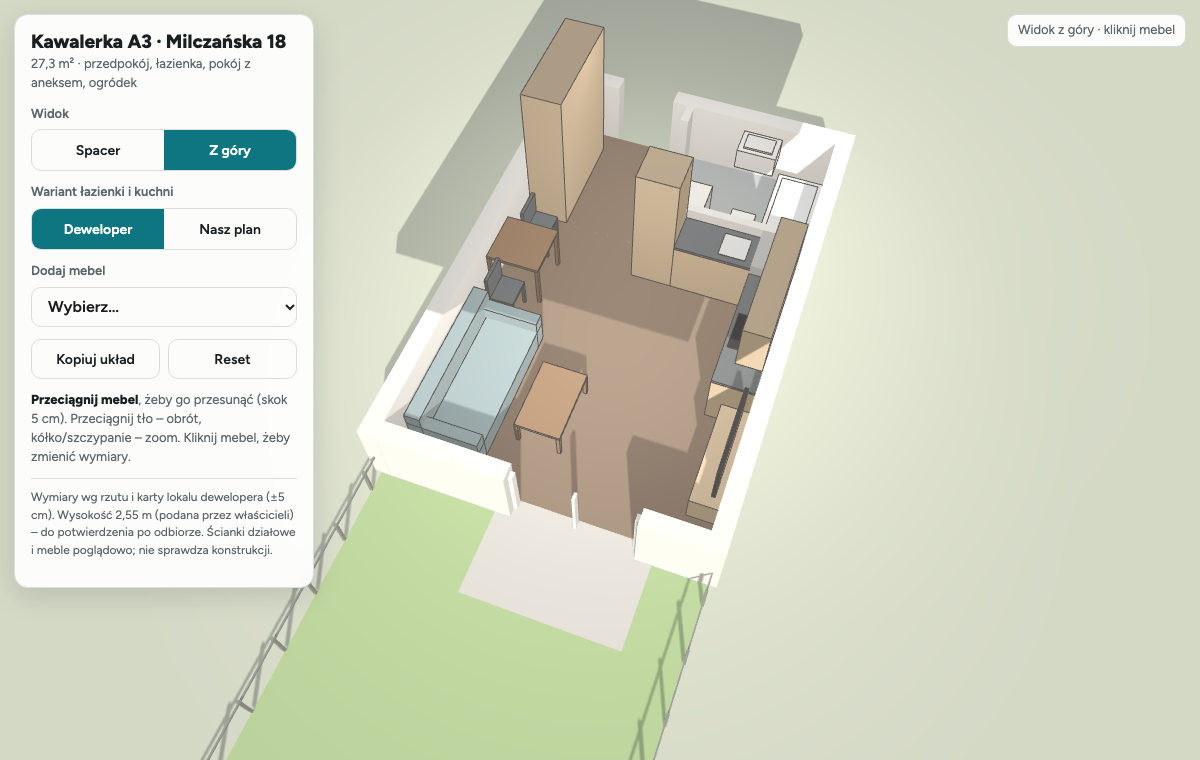 Kawalerka A3 · Milczańska 18
27,3 m² · przedpokój, łazienka, pokój z
aneksem, ogródek
Widok
Spacer
Z góry
Wariant łazienki i kuchni
Deweloper
Nasz plan
Dodaj mebel
Wybierz...
Kopiuj układ
Reset
Przeciągnij mebel, żeby go przesunąć (skok
5 cm). Przeciągnij tło – obrót,
kółko/szczypanie – zoom. Kliknij mebel, żeby
zmienić wymiary.
Wymiary wg rzutu i karty lokalu dewelopera (±5
cm). Wysokość 2,55 m (podana przez właścicieli)
– do potwierdzenia po odbiorze. Ścianki działowe
i meble poglądowo; nie sprawdza konstrukcji.
Widok z góry · kliknij mebel